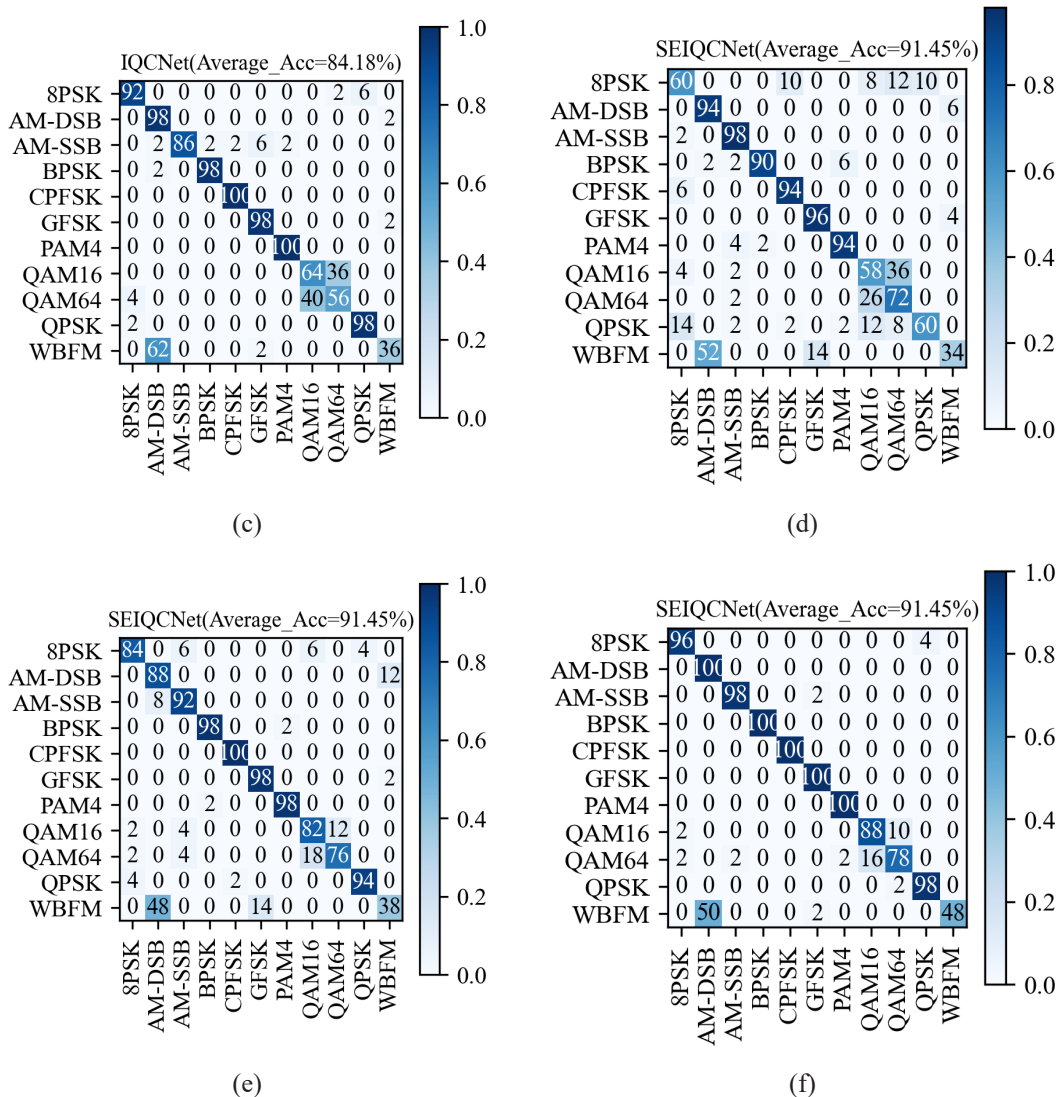 IQCNet(Average_Acc=84.18%)
8PSK 92 0 0 0 0 0 0 0 2 6 0
AM-DSB 0 98 0 0 0 0 0 0 0 0 2
AM-SSB 0 2 86 2 2 6 2 0 0 0 0
BPSK 0 2 0 98 0 0 0 0 0 0 0
CPFSK 0 0 0 0 100 0 0 0 0 0 0
GFSK 0 0 0 0 0 98 0 0 0 0 2
PAM4 0 0 0 0 0 0 100 0 0 0 0
QAM16 0 0 0 0 0 0 0 64 36 0 0
QAM64 4 0 0 0 0 0 0 40 56 0 0
QPSK 2 0 0 0 0 0 0 0 0 98 0
WBFM 0 62 0 0 0 2 0 0 0 0 36
8PSK AM-DSB AM-SSB BPSK CPFSK GFSK PAM4 QAM16 QAM64 QPSK WBFM
1.0
0.8
0.6
0.4
0.2
0.0
(c)
SEIQCNet(Average_Acc=91.45%)
8PSK 60 0 0 0 10 0 0 8 12 10 0
AM-DSB 0 94 0 0 0 0 0 0 0 0 6
AM-SSB 2 0 98 0 0 0 0 0 0 0 0
BPSK 0 2 2 90 0 0 6 0 0 0 0
CPFSK 6 0 0 0 94 0 0 0 0 0 0
GFSK 0 0 0 0 0 96 0 0 0 0 4
PAM4 0 0 4 2 0 0 94 0 0 0 0
QAM16 4 0 2 0 0 0 0 58 36 0 0
QAM64 0 0 2 0 0 0 0 26 72 0 0
QPSK 14 0 2 0 2 0 2 12 8 60 0
WBFM 0 52 0 0 0 14 0 0 0 0 34
8PSK AM-DSB AM-SSB BPSK CPFSK GFSK PAM4 QAM16 QAM64 QPSK WBFM
0.8
0.6
0.4
0.2
0.0
(d)
SEIQCNet(Average_Acc=91.45%)
8PSK 84 0 6 0 0 0 0 6 0 4 0
AM-DSB 0 88 0 0 0 0 0 0 0 0 12
AM-SSB 0 8 92 0 0 0 0 0 0 0 0
BPSK 0 0 0 98 0 0 2 0 0 0 0
CPFSK 0 0 0 0 100 0 0 0 0 0 0
GFSK 0 0 0 0 0 98 0 0 0 0 2
PAM4 0 0 0 2 0 0 98 0 0 0 0
QAM16 2 0 4 0 0 0 0 82 12 0 0
QAM64 2 0 4 0 0 0 0 18 76 0 0
QPSK 4 0 0 0 2 0 0 0 0 94 0
WBFM 0 48 0 0 0 14 0 0 0 0 38
8PSK AM-DSB AM-SSB BPSK CPFSK GFSK PAM4 QAM16 QAM64 QPSK WBFM
1.0
0.8
0.6
0.4
0.2
0.0
(e)
SEIQCNet(Average_Acc=91.45%)
8PSK 96 0 0 0 0 0 0 0 0 4 0
AM-DSB 0 100 0 0 0 0 0 0 0 0 0
AM-SSB 0 0 98 0 0 2 0 0 0 0 0
BPSK 0 0 0 100 0 0 0 0 0 0 0
CPFSK 0 0 0 0 100 0 0 0 0 0 0
GFSK 0 0 0 0 0 100 0 0 0 0 0
PAM4 0 0 0 0 0 0 100 0 0 0 0
QAM16 2 0 0 0 0 0 0 88 10 0 0
QAM64 2 0 2 0 0 0 2 16 78 0 0
QPSK 0 0 0 0 0 0 0 0 2 98 0
WBFM 0 50 0 0 0 2 0 0 0 0 48
8PSK AM-DSB AM-SSB BPSK CPFSK GFSK PAM4 QAM16 QAM64 QPSK WBFM
1.0
0.8
0.6
0.4
0.2
0.0
(f)